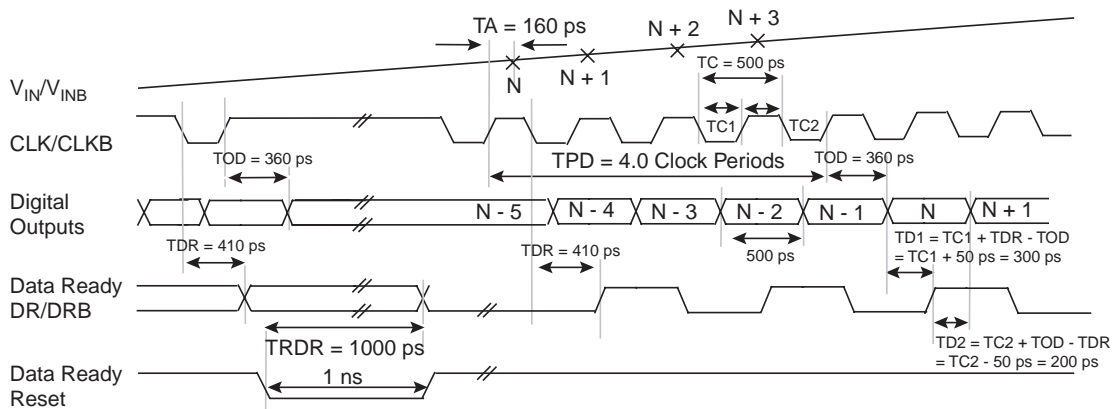 TA = 160 ps
N
N + 1
N + 2
N + 3
TC = 500 ps
V_IN/V_INB
CLK/CLKB
TC1
TC2
TOD = 360 ps
TPD = 4.0 Clock Periods
TOD = 360 ps
Digital
Outputs
N - 5
N - 4
N - 3
N - 2
N - 1
N
N + 1
TDR = 410 ps
TDR = 410 ps
500 ps
TD1 = TC1 + TDR - TOD
= TC1 + 50 ps = 300 ps
Data Ready
DR/DRB
TRDR = 1000 ps
TD2 = TC2 + TOD - TDR
= TC2 - 50 ps = 200 ps
Data Ready
Reset
1 ns